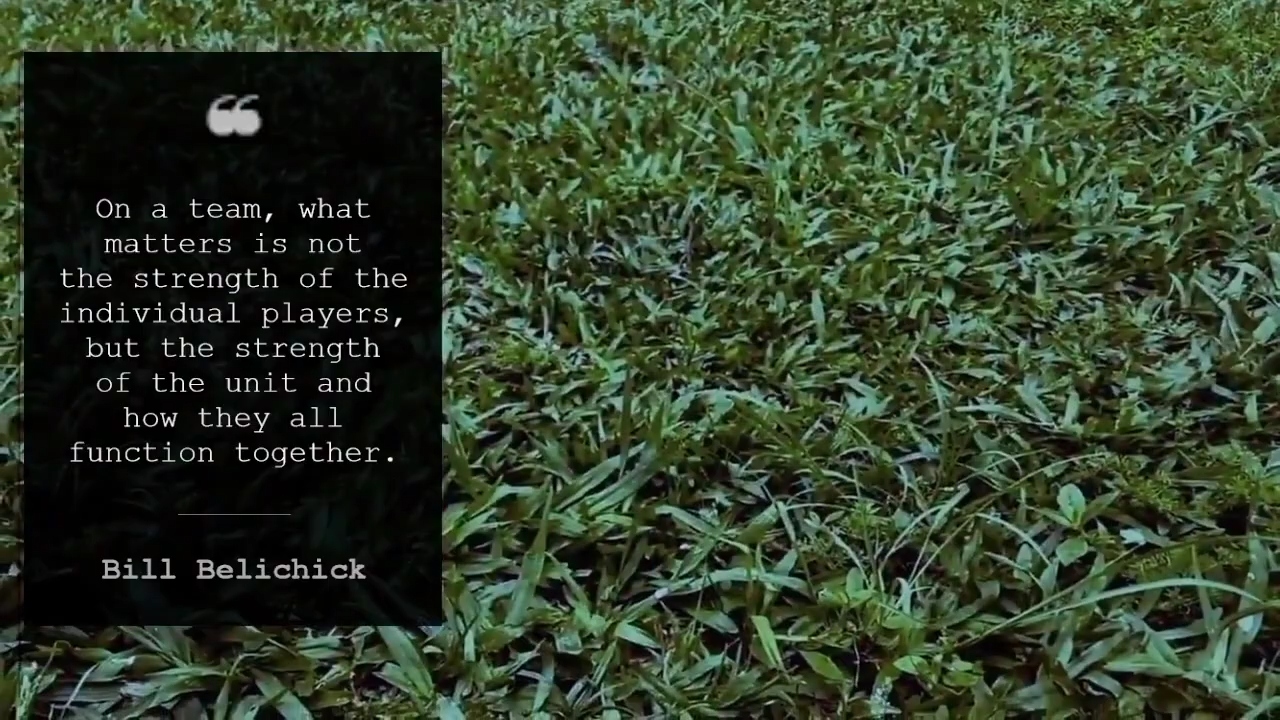 ❝
On a team, what
matters is not
the strength of the
individual players,
but the strength
of the unit and
how they all
function together.
Bill Belichick